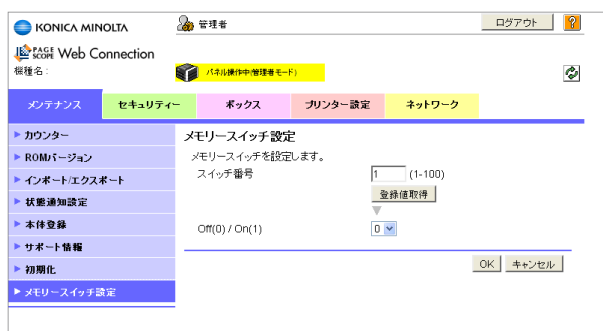 KONICA MINOLTA
管理者
ログアウト
?
PAGE SCOPE Web Connection
機種名:
パネル操作中(管理者モード)
メンテナンス
セキュリティー
ボックス
プリンター設定
ネットワーク
カウンター
ROMバージョン
インポート/エクスポート
状態通知設定
本体登録
サポート情報
初期化
メモリースイッチ設定
メモリースイッチ設定
メモリースイッチを設定します。
スイッチ番号
1
(1-100)
登録値取得
Off(0) / On(1)
0
OK
キャンセル